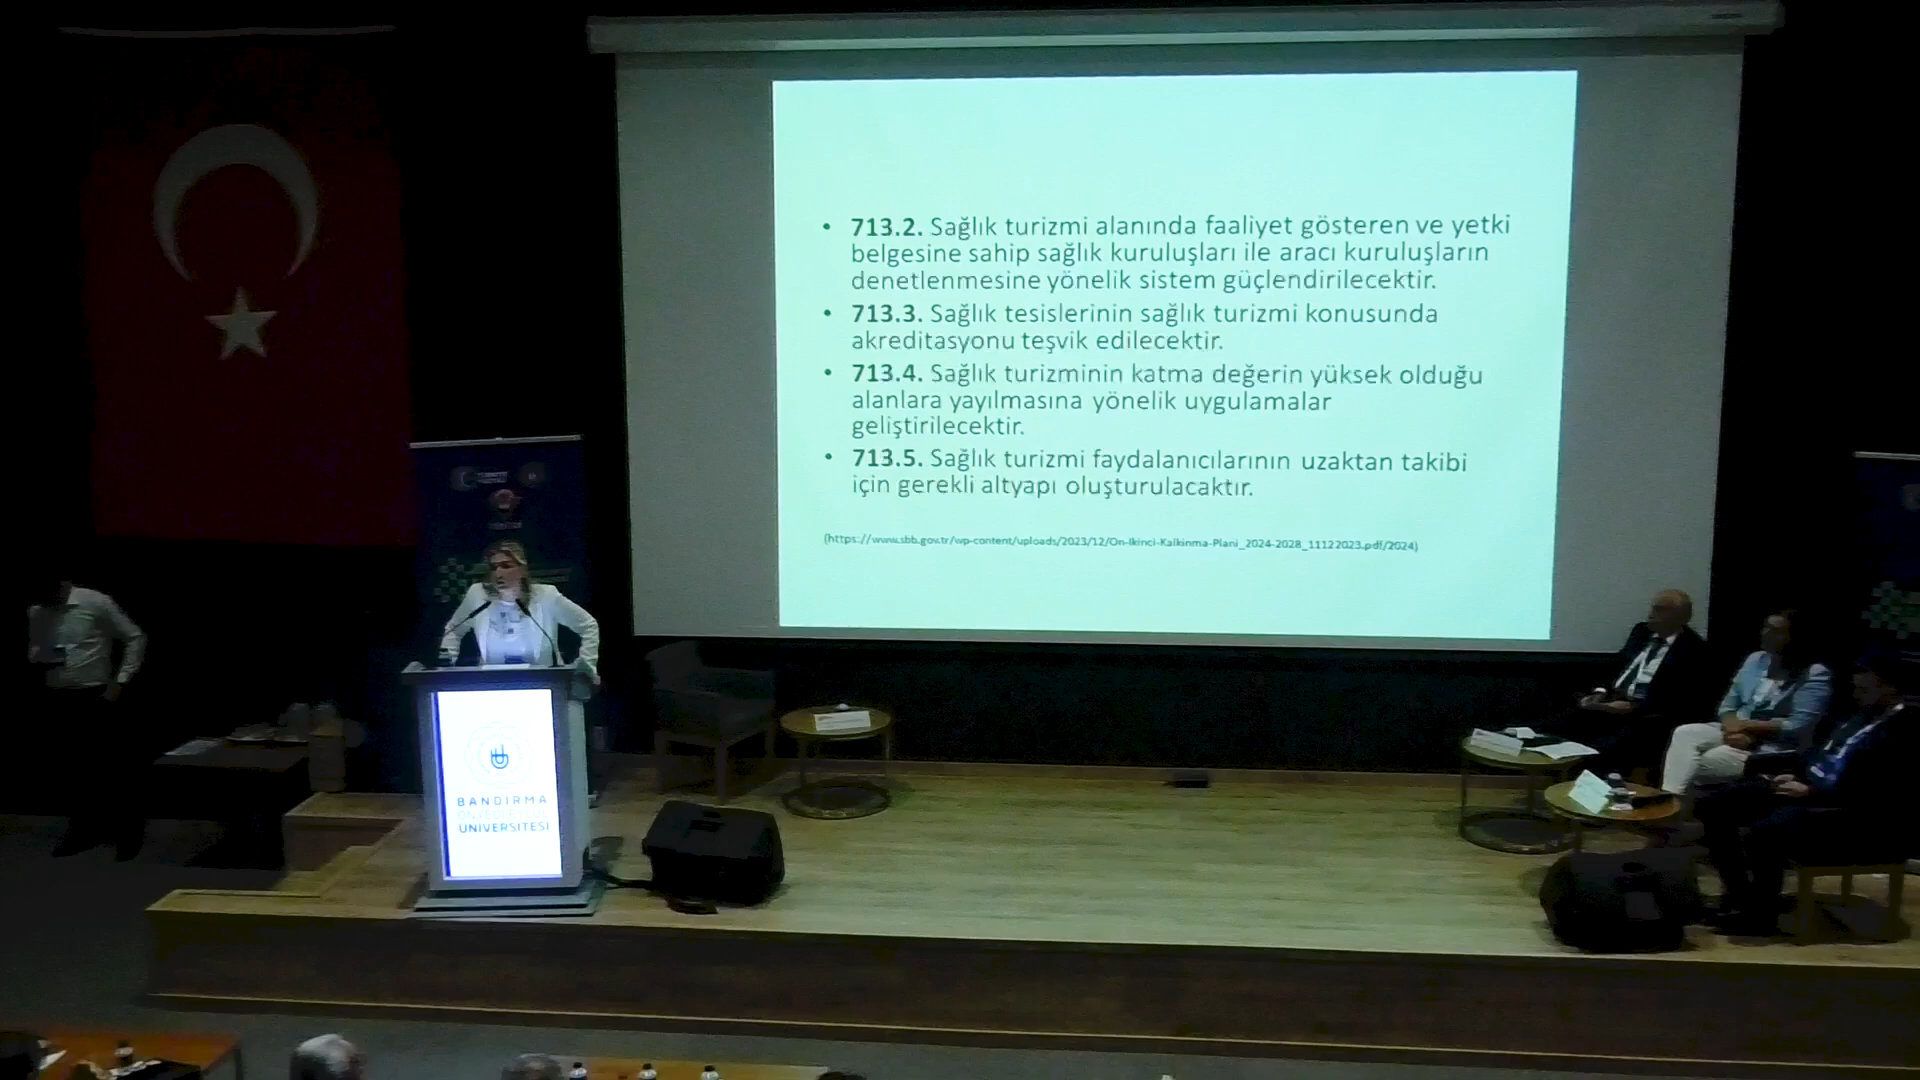 • 713.2. Sağlık turizmi alanında faaliyet gösteren ve yetki
belgesine sahip sağlık kuruluşları ile aracı kuruluşların
denetlenmesine yönelik sistem güçlendirilecektir.
• 713.3. Sağlık tesislerinin sağlık turizmi konusunda
akreditasyonu teşvik edilecektir.
• 713.4. Sağlık turizminin katma değerin yüksek olduğu
alanlara yayılmasına yönelik uygulamalar
geliştirilecektir.
• 713.5. Sağlık turizmi faydalanıcılarının uzaktan takibi
için gerekli altyapı oluşturulacaktır.
(https://www.sbb.gov.tr/wp-content/uploads/2023/12/On-Ikinci-Kalkinma-Plani_2024-2028_11122023.pdf/2024)
BANDIRMA
ONYEDİ EYLÜL
ÜNİVERSİTESİ